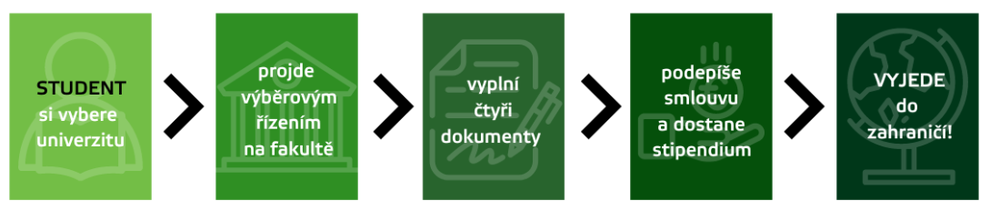 STUDENT
si vybere
univerzitu
projde
výběrovým
řízením
na fakultě
vyplní
čtyři
dokumenty
podepíše
smlouvu
a dostane
stipendium
VYJEDE
do
zahraničí!